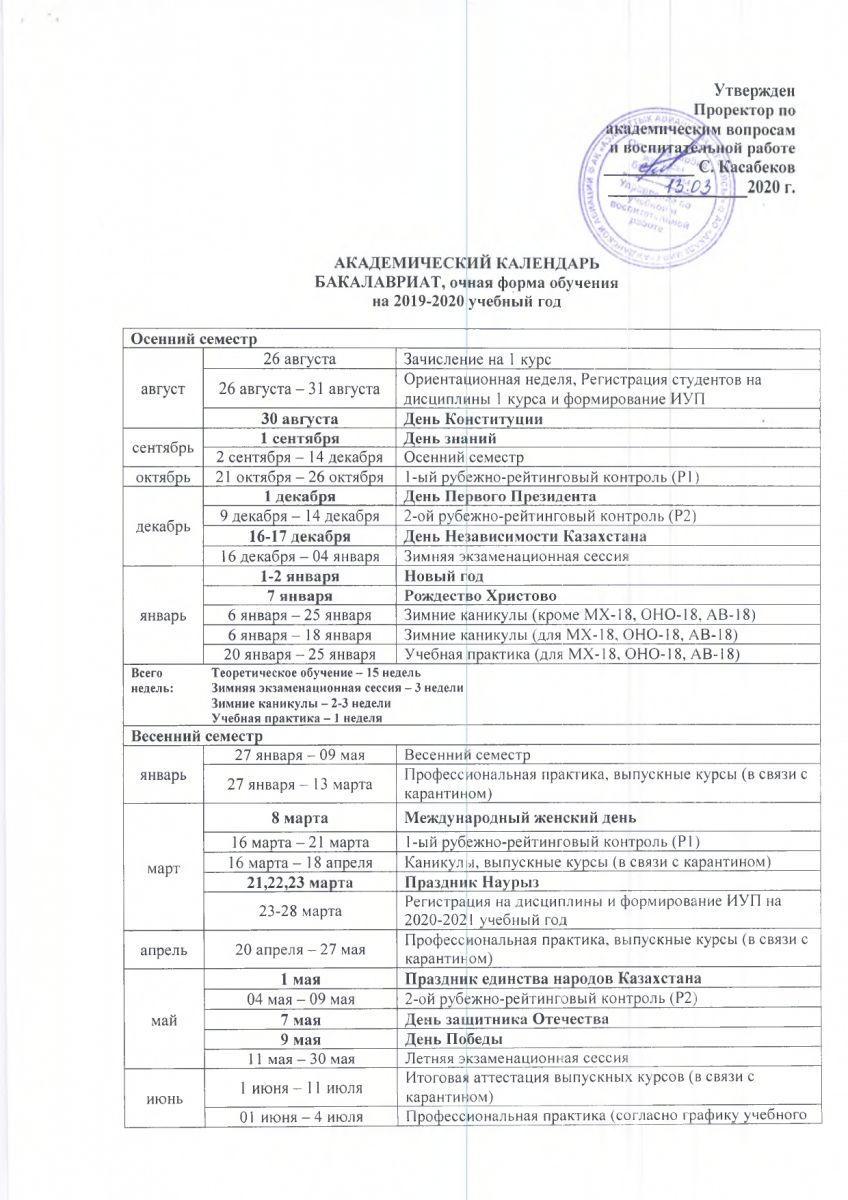 Утвержден
Проректор по
академическим вопросам
и воспитательной работе
С. Касабеков
13.03 2020 г.
АКАДЕМИЧЕСКИЙ КАЛЕНДАРЬ
БАКАЛАВРИАТ, очная форма обучения
на 2019-2020 учебный год
Осенний семестр
август
26 августа Зачисление на 1 курс
26 августа – 31 августа Ориентационная неделя, Регистрация студентов на
дисциплины 1 курса и формирование ИУП
30 августа День Конституции
сентябрь
1 сентября День знаний
2 сентября – 14 декабря Осенний семестр
октябрь 21 октября – 26 октября 1-ый рубежно-рейтинговый контроль (Р1)
декабрь
1 декабря День Первого Президента
9 декабря – 14 декабря 2-ой рубежно-рейтинговый контроль (Р2)
16-17 декабря День Независимости Казахстана
16 декабря – 04 января Зимняя экзаменационная сессия
январь
1-2 января Новый год
7 января Рождество Христово
6 января – 25 января Зимние каникулы (кроме МХ-18, ОНО-18, АВ-18)
6 января – 18 января Зимние каникулы (для МХ-18, ОНО-18, АВ-18)
20 января – 25 января Учебная практика (для МХ-18, ОНО-18, АВ-18)
Всего Теоретическое обучение – 15 недель
недель: Зимняя экзаменационная сессия – 3 недели
Зимние каникулы – 2-3 недели
Учебная практика – 1 неделя
Весенний семестр
январь
27 января – 09 мая Весенний семестр
27 января – 13 марта Профессиональная практика, выпускные курсы (в связи с
карантином)
март
8 марта Международный женский день
16 марта – 21 марта 1-ый рубежно-рейтинговый контроль (Р1)
16 марта – 18 апреля Каникулы, выпускные курсы (в связи с карантином)
21,22,23 марта Праздник Наурыз
23-28 марта Регистрация на дисциплины и формирование ИУП на
2020-2021 учебный год
апрель 20 апреля – 27 мая Профессиональная практика, выпускные курсы (в связи с
карантином)
май
1 мая Праздник единства народов Казахстана
04 мая – 09 мая 2-ой рубежно-рейтинговый контроль (Р2)
7 мая День защитника Отечества
9 мая День Победы
11 мая – 30 мая Летняя экзаменационная сессия
июнь
1 июня – 11 июля Итоговая аттестация выпускных курсов (в связи с
карантином)
01 июня – 4 июля Профессиональная практика (согласно графику учебного